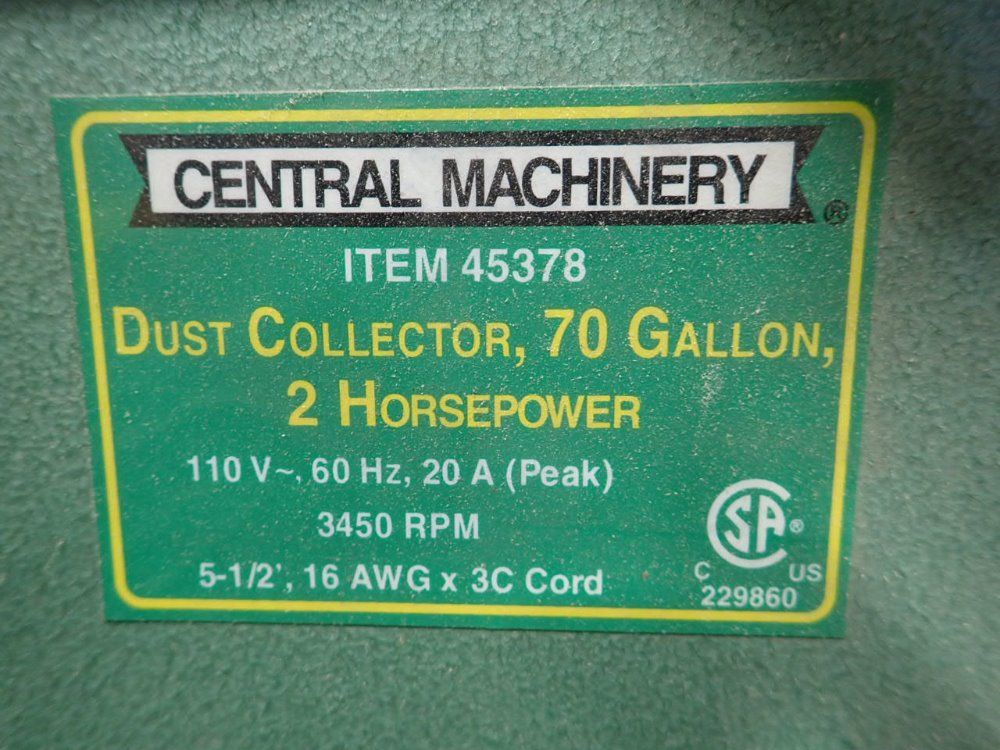 CENTRAL MACHINERY ®
ITEM 45378
DUST COLLECTOR, 70 GALLON,
2 HORSEPOWER
110 V~, 60 Hz, 20 A (Peak)
3450 RPM
5-1/2', 16 AWG x 3C Cord
SA ®
C US
229860